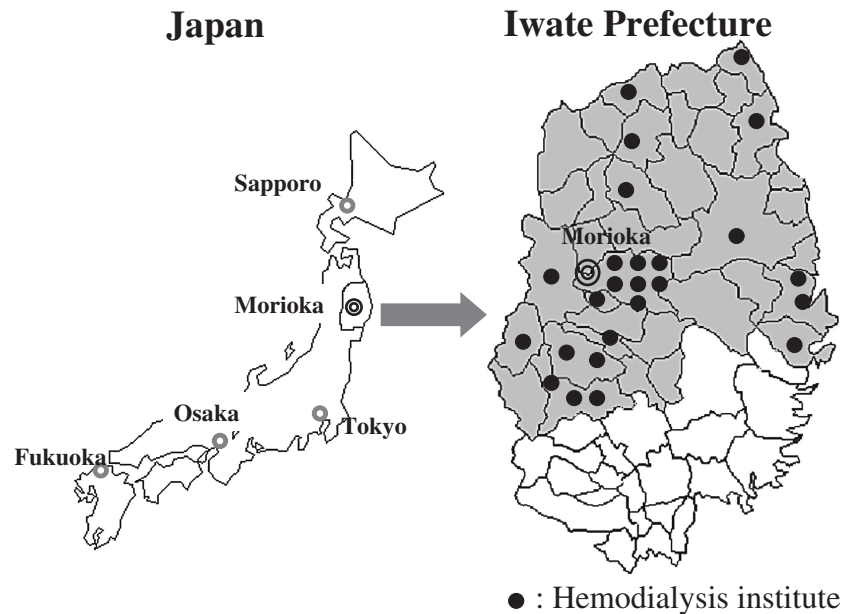 Japan
Iwate Prefecture
Sapporo
Morioka
Morioka
Osaka
Tokyo
Fukuoka
: Hemodialysis institute